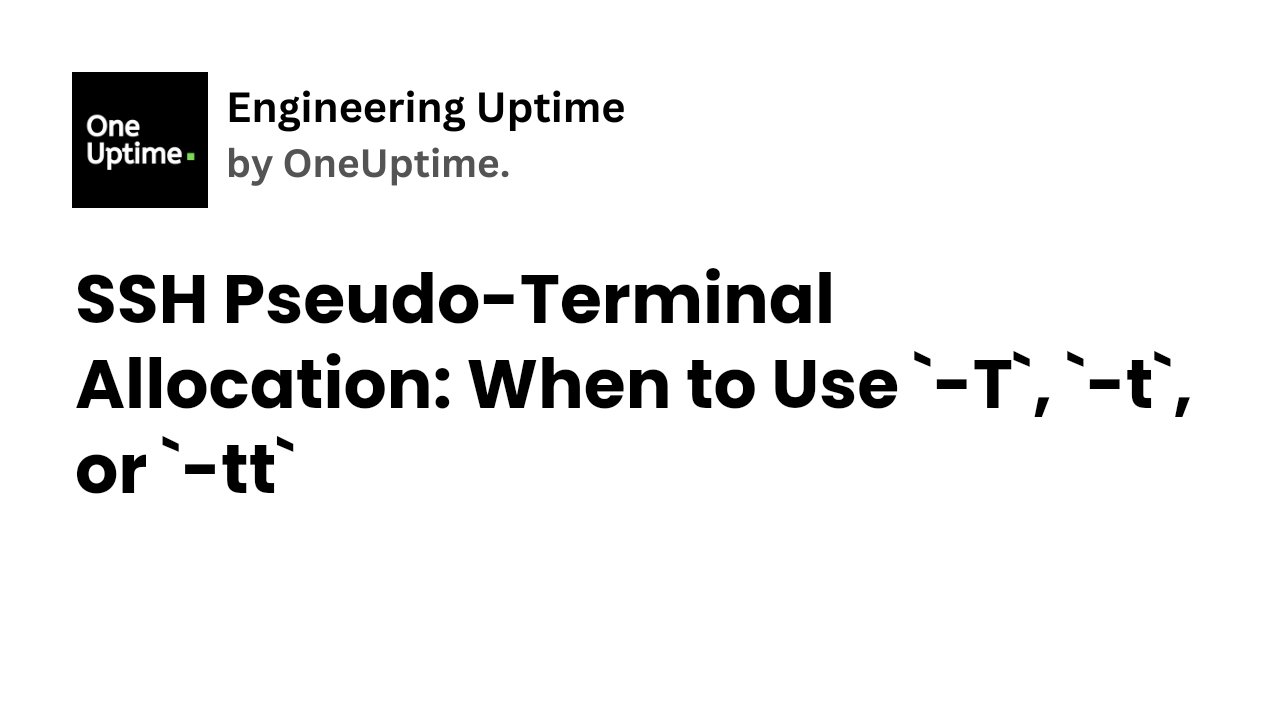 One
Uptime.
Engineering Uptime
by OneUptime.
SSH Pseudo-Terminal
Allocation: When to Use `-T`, `-t`,
or `-tt`